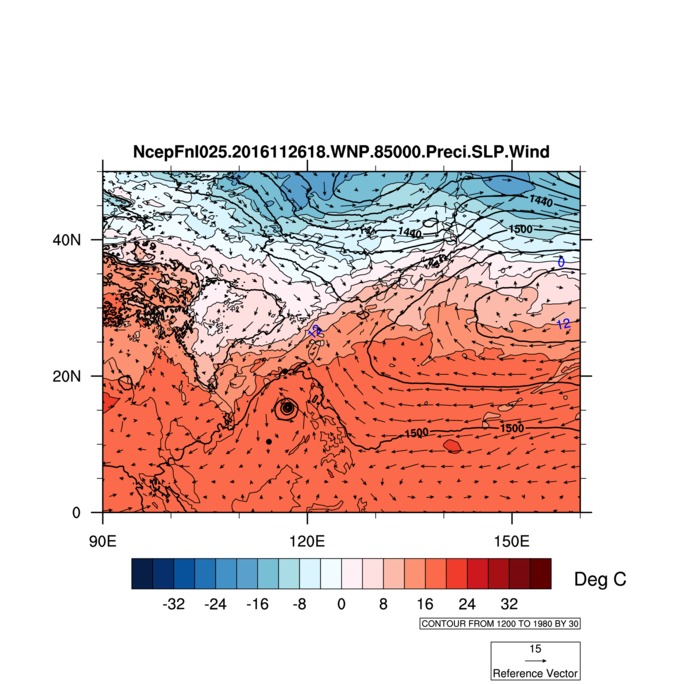 NcepFnl025.2016112618.WNP.85000.Preci.SLP.Wind
1440
1440
1500
40N
0
12
12
20N
1500
1500
0
90E
120E
150E
Deg C
-32
-24
-16
-8
0
8
16
24
32
CONTOUR FROM 1200 TO 1980 BY 30
15
Reference Vector